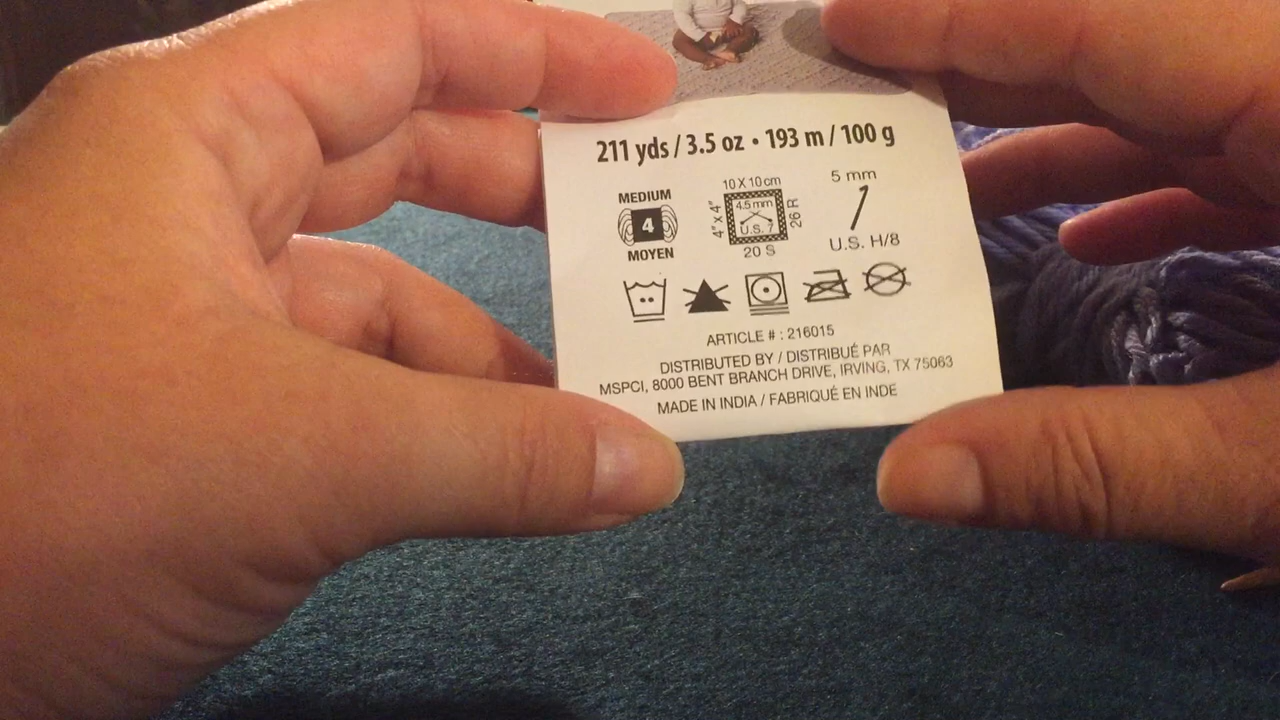 211 yds / 3.5 oz • 193 m / 100 g
MEDIUM
4
MOYEN
10 X 10 cm
4" x 4"
4.5 mm
U.S. 7
26 R
20 S
5 mm
U.S. H/8
ARTICLE # : 216015
DISTRIBUTED BY / DISTRIBUÉ PAR
MSPCI, 8000 BENT BRANCH DRIVE, IRVING, TX 75063
MADE IN INDIA / FABRIQUÉ EN INDE